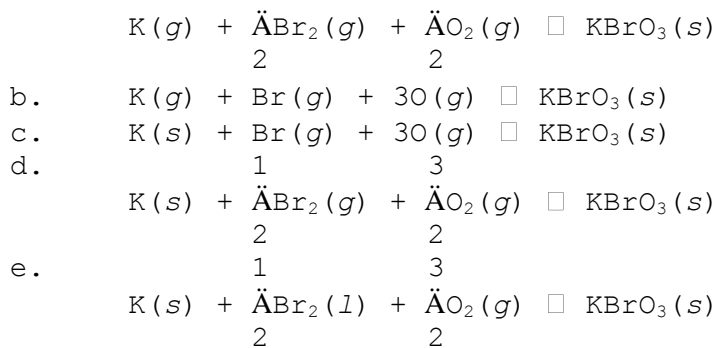 K(g) + ÄBr₂(g) + ÄO₂(g) □ KBrO₃(s)
2 2
b. K(g) + Br(g) + 3O(g) □ KBrO₃(s)
c. K(s) + Br(g) + 3O(g) □ KBrO₃(s)
d. 1 3
K(s) + ÄBr₂(g) + ÄO₂(g) □ KBrO₃(s)
2 2
e. 1 3
K(s) + ÄBr₂(l) + ÄO₂(g) □ KBrO₃(s)
2 2